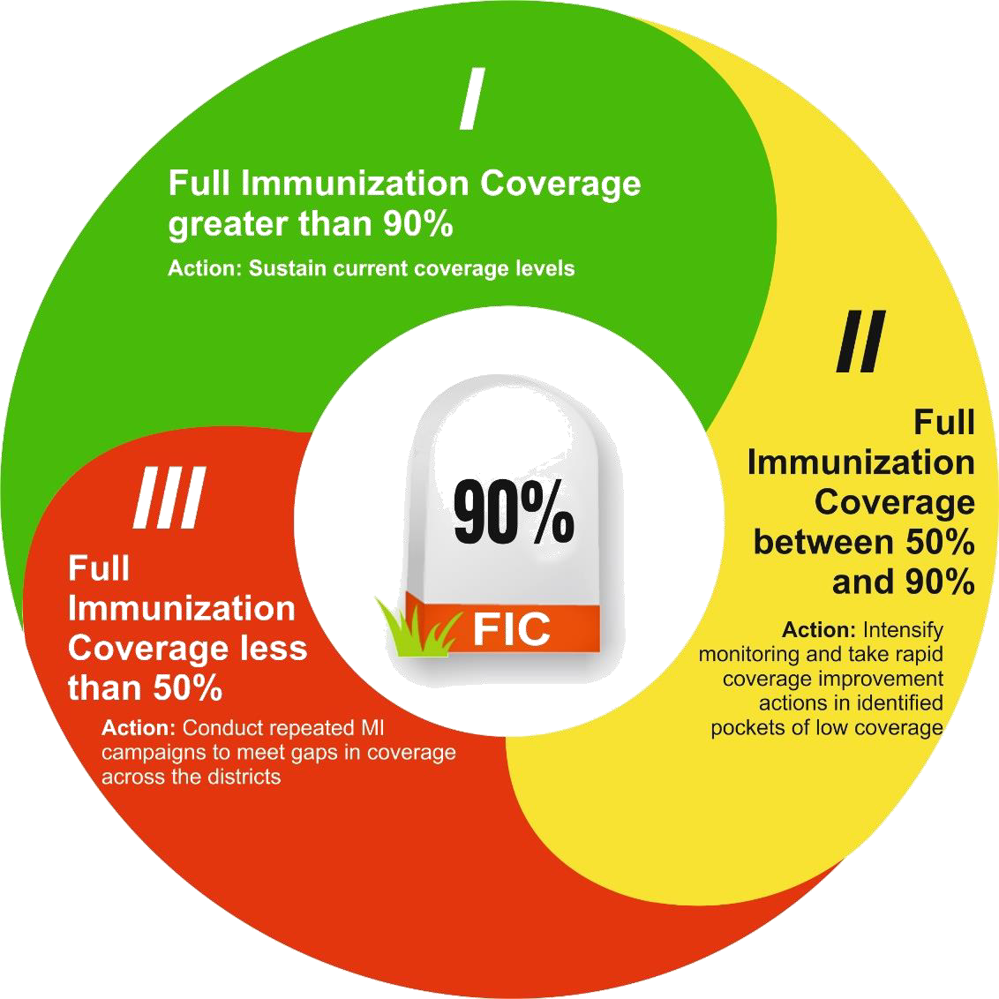 I
Full Immunization Coverage
greater than 90%
Action: Sustain current coverage levels
II
Full
Immunization
Coverage
between 50%
and 90%
Action: Intensify
monitoring and take rapid
coverage improvement
actions in identified
pockets of low coverage
III
Full
Immunization
Coverage less
than 50%
Action: Conduct repeated MI
campaigns to meet gaps in coverage
across the districts
90%
FIC